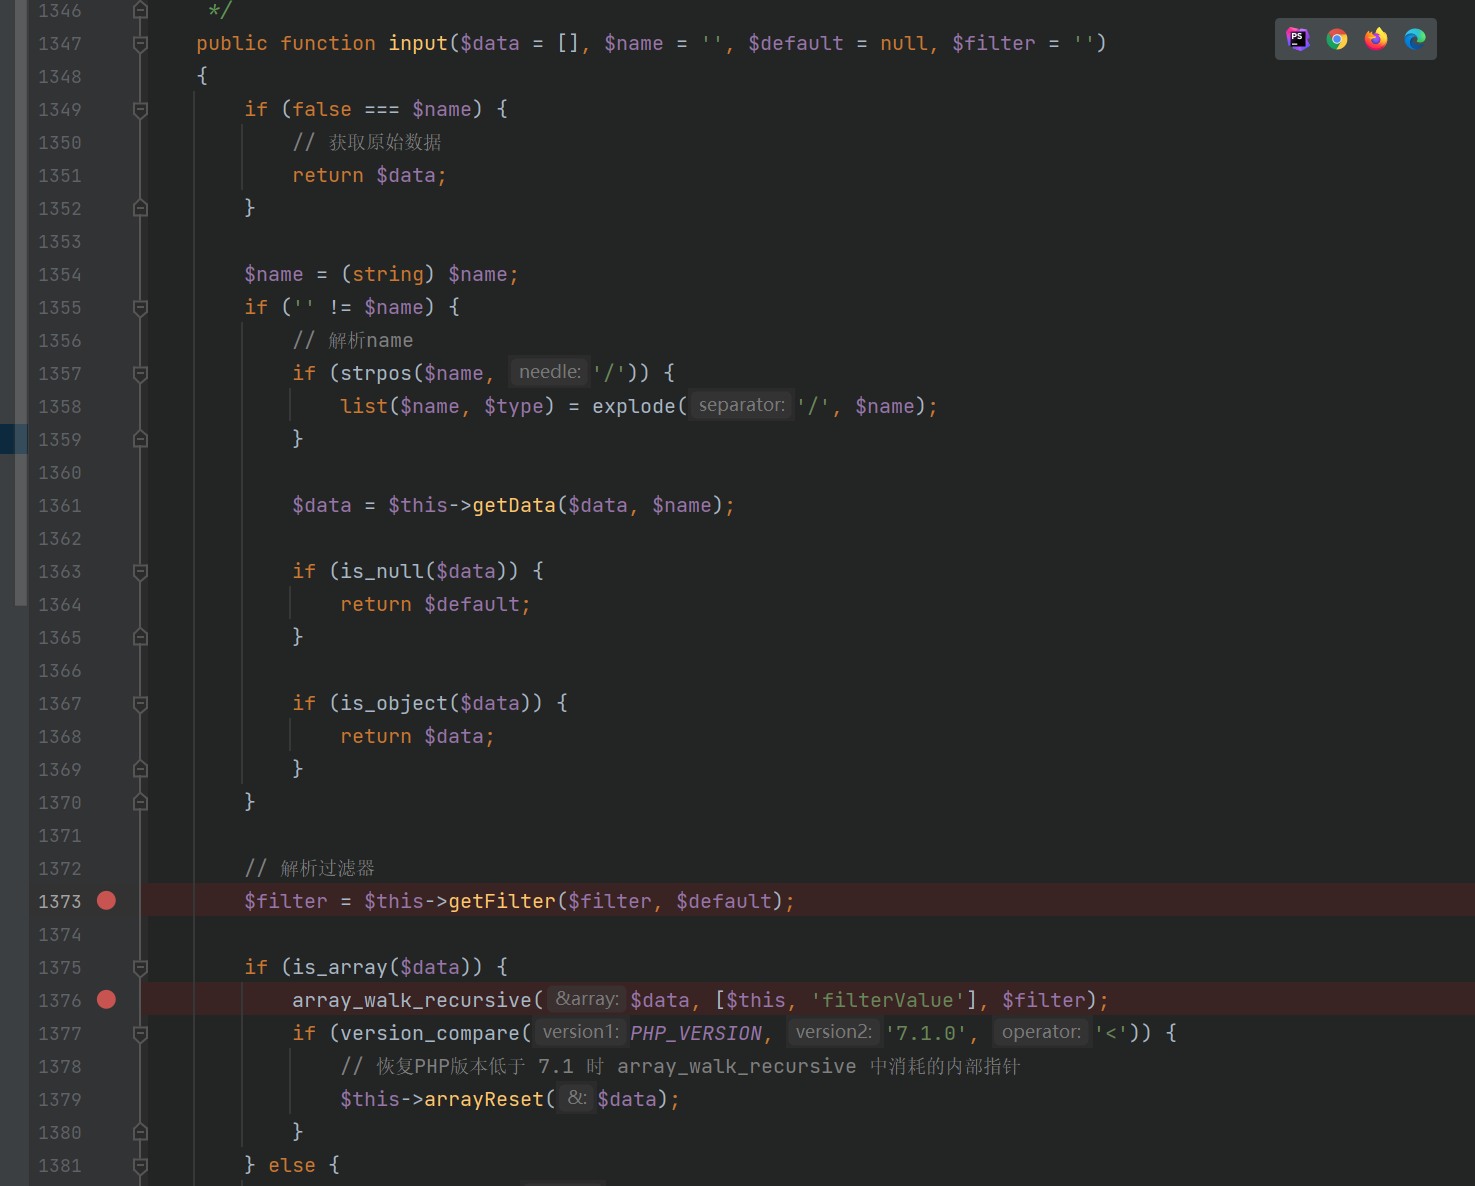 1346 */
1347 public function input($data = [], $name = '', $default = null, $filter = '')
1348 {
1349 if (false === $name) {
1350 // 获取原始数据
1351 return $data;
1352 }
1353
1354 $name = (string) $name;
1355 if ('' != $name) {
1356 // 解析name
1357 if (strpos($name, needle: '/')) {
1358 list($name, $type) = explode(separator: '/', $name);
1359 }
1360
1361 $data = $this->getData($data, $name);
1362
1363 if (is_null($data)) {
1364 return $default;
1365 }
1366
1367 if (is_object($data)) {
1368 return $data;
1369 }
1370 }
1371
1372 // 解析过滤器
1373 $filter = $this->getFilter($filter, $default);
1374
1375 if (is_array($data)) {
1376 array_walk_recursive(&array: $data, [$this, 'filterValue'], $filter);
1377 if (version_compare(version1: PHP_VERSION, version2: '7.1.0', operator: '<')) {
1378 // 恢复PHP版本低于 7.1 时 array_walk_recursive 中消耗的内部指针
1379 $this->arrayReset(&: $data);
1380 }
1381 } else {
PS